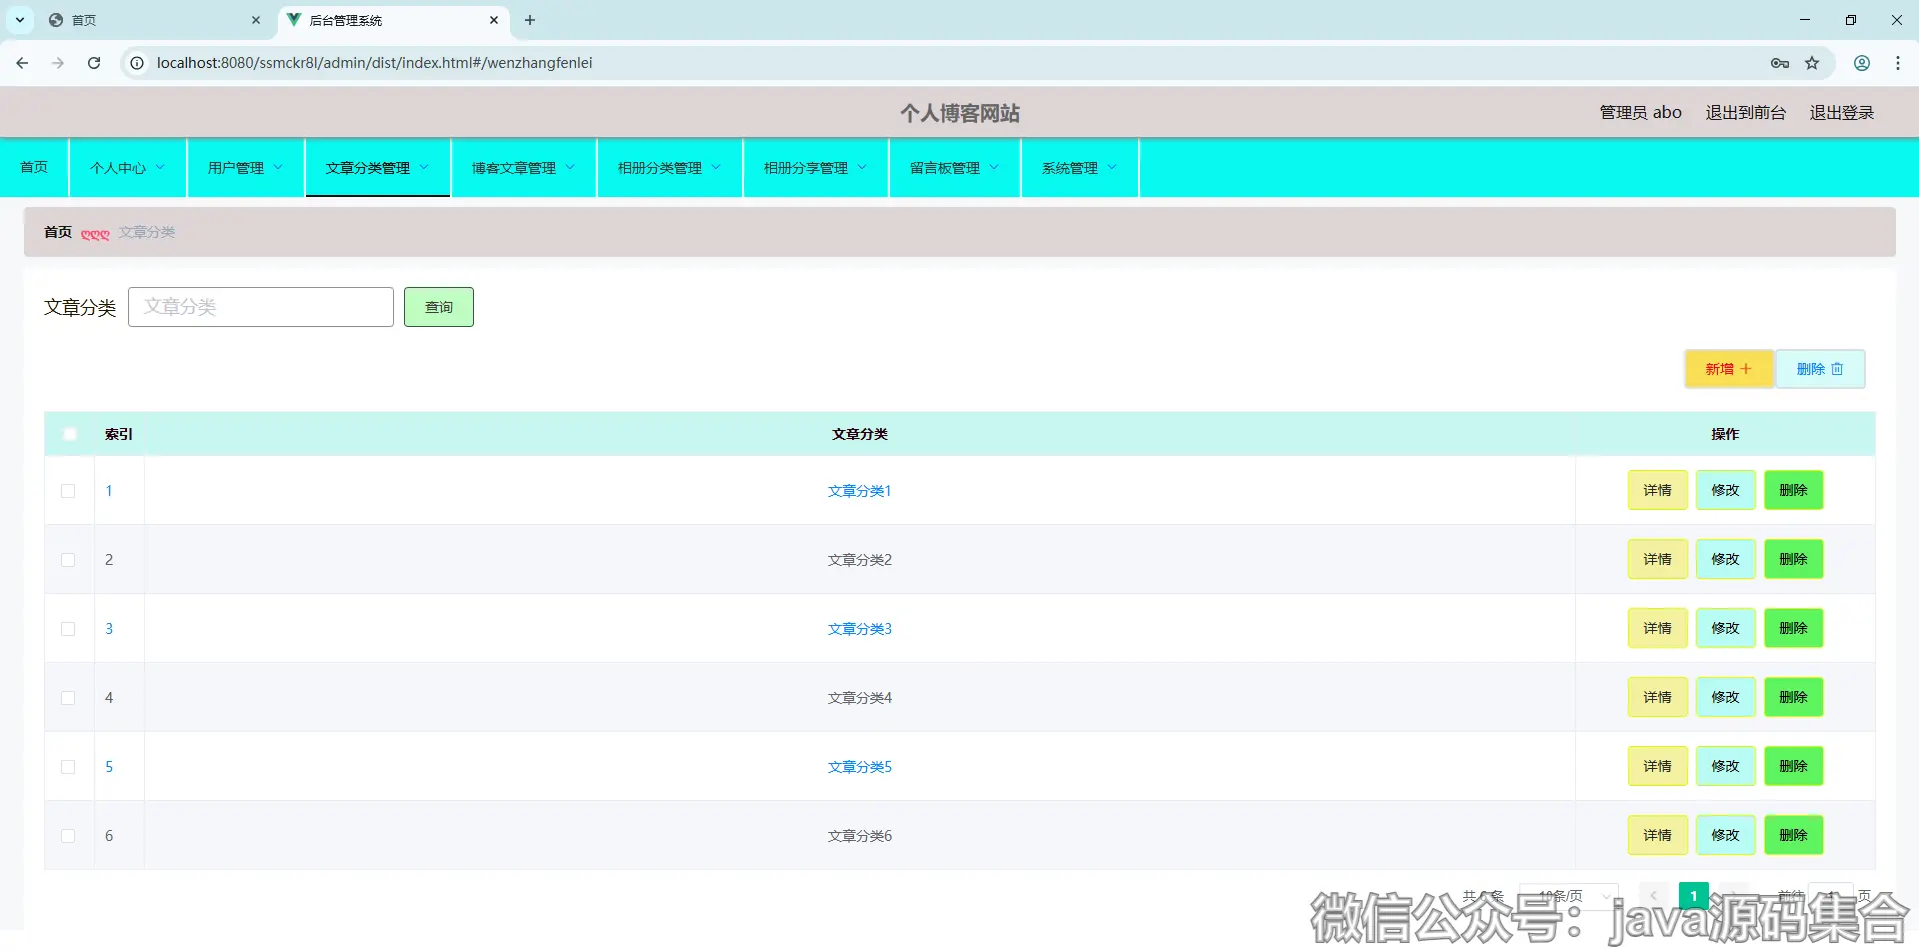 首页
后台管理系统
localhost:8080/ssmckr8l/admin/dist/index.html#/wenzhangfenlei
个人博客网站
管理员 abo 退出到前台 退出登录
首页 个人中心 用户管理 文章分类管理 博客文章管理 相册分类管理 相册分享管理 留言板管理 系统管理
首页 ღღღ 文章分类
文章分类 文章分类 查询
新增 删除
索引 文章分类 操作
1 文章分类1 详情 修改 删除
2 文章分类2 详情 修改 删除
3 文章分类3 详情 修改 删除
4 文章分类4 详情 修改 删除
5 文章分类5 详情 修改 删除
6 文章分类6 详情 修改 删除
共 6 条 10条/页 1 前往 1 页
微信公众号：java源码集合